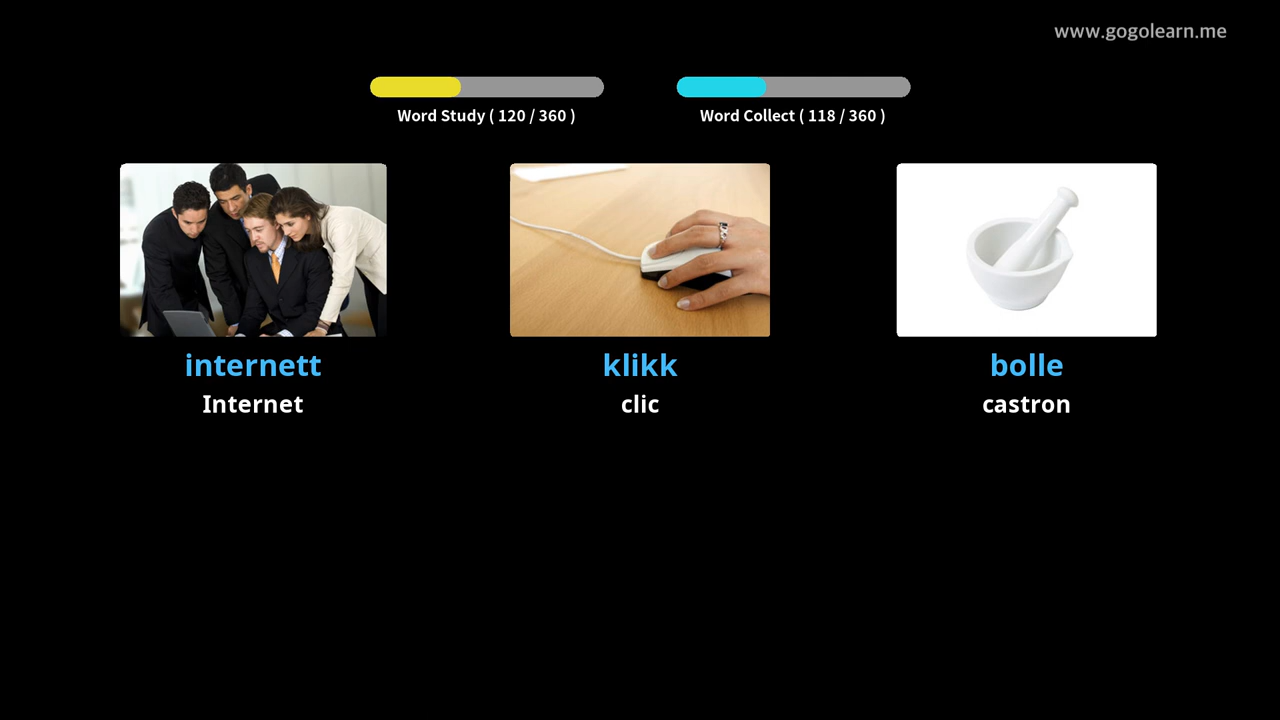 www.gogolearn.me
Word Study ( 120 / 360 )
Word Collect ( 118 / 360 )
internett
Internet
klikk
clic
bolle
castron